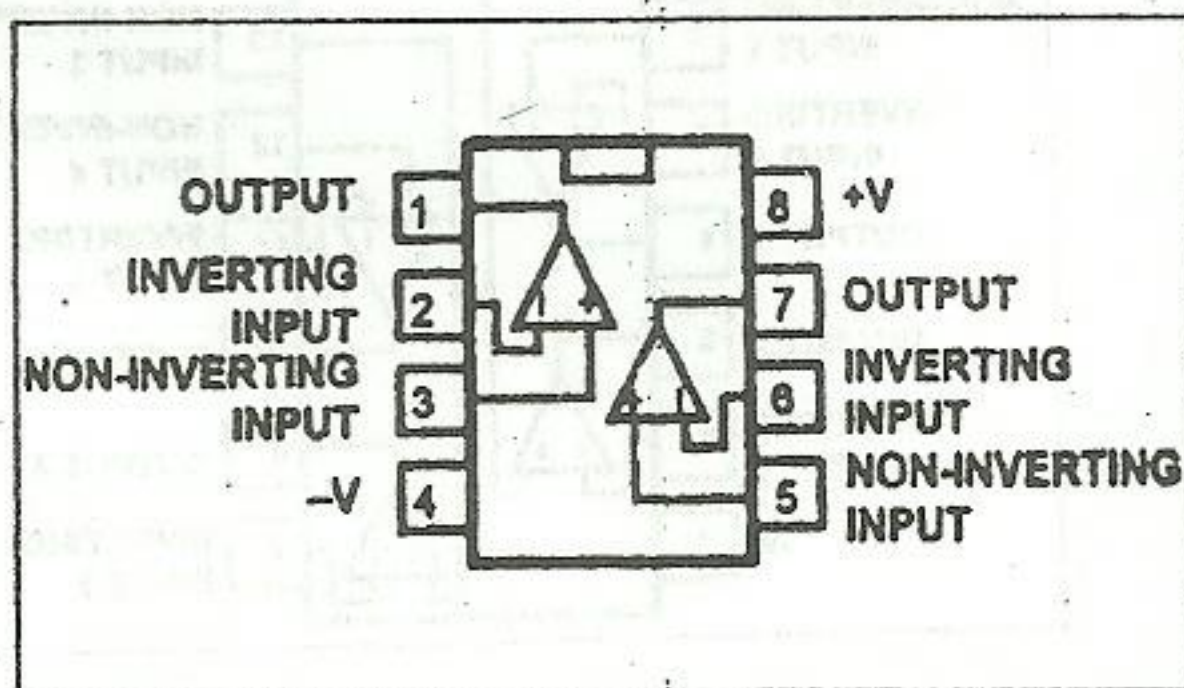 OUTPUT
1
INVERTING
INPUT
2
NON-INVERTING
INPUT
3
–V
4
8
+V
7
OUTPUT
6
INVERTING
INPUT
5
NON-INVERTING
INPUT
– +
+ –